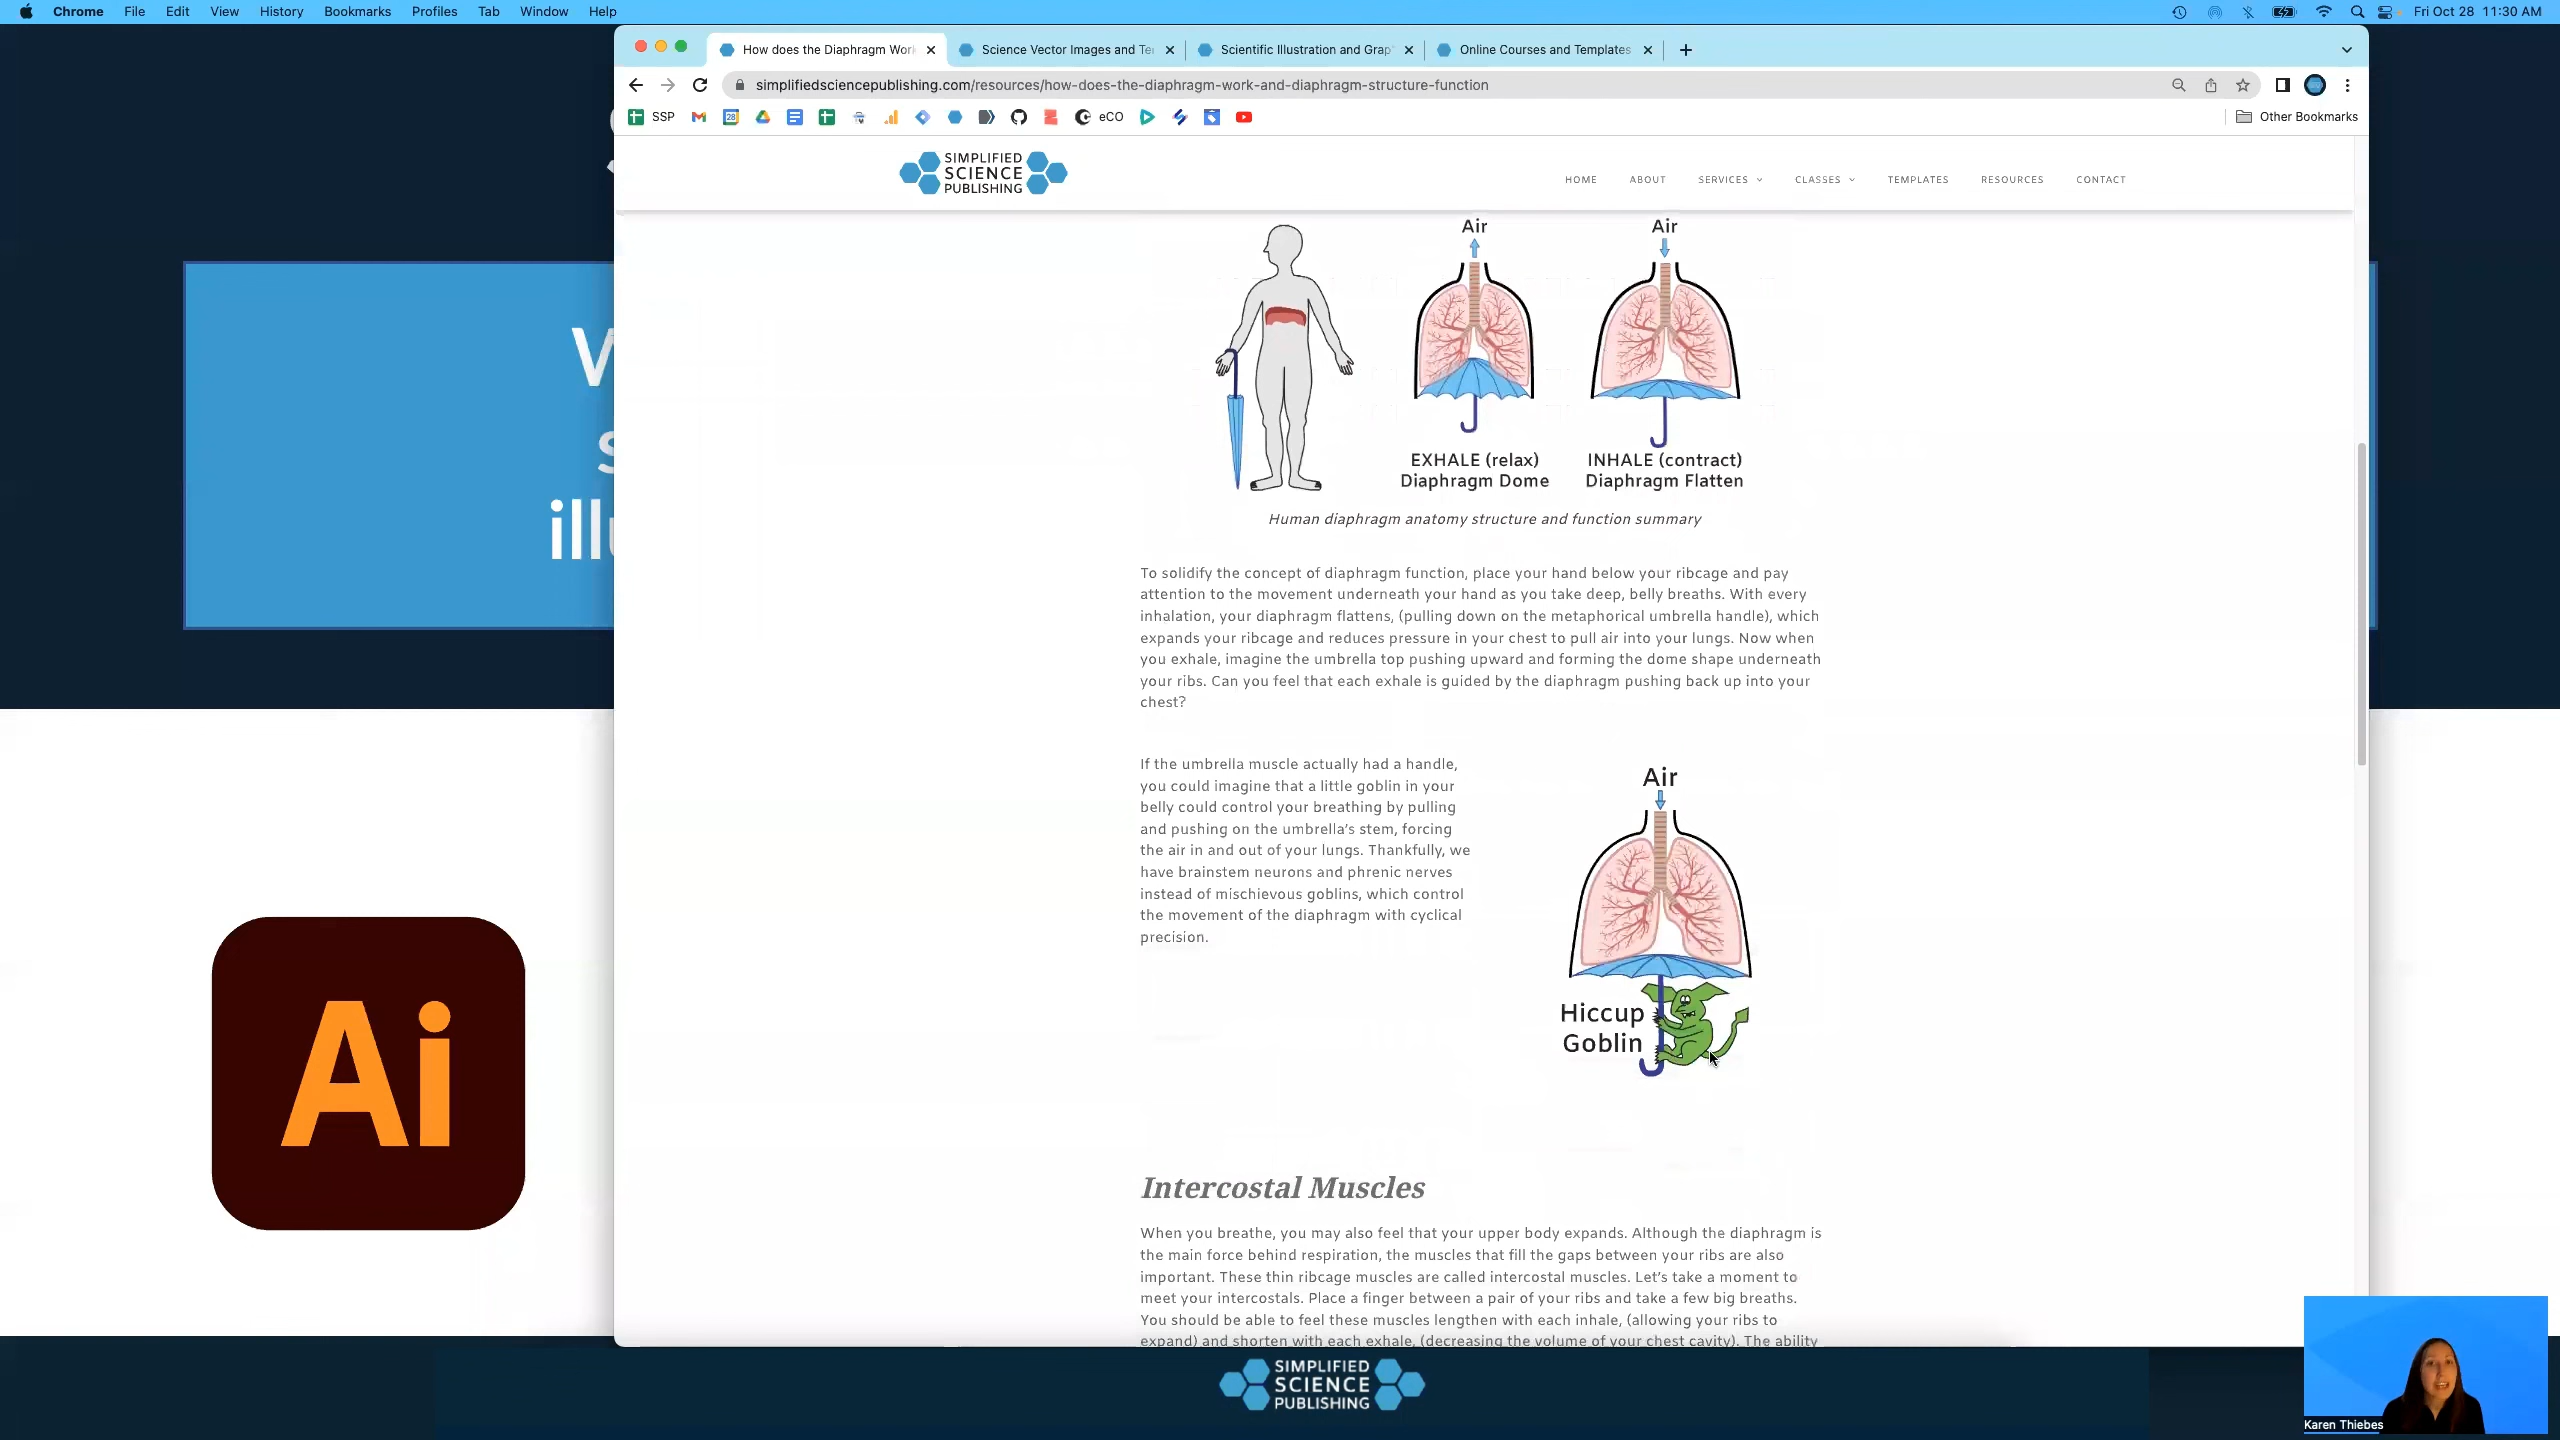 Chrome File Edit View History Bookmarks Profiles Tab Window Help
Fri Oct 28 11:30 AM
How does the Diaphragm Wor
Science Vector Images and Te
Scientific Illustration and Grap
Online Courses and Templates
simplifiedsciencepublishing.com/resources/how-does-the-diaphragm-work-and-diaphragm-structure-function
SSP
28
eCO
Other Bookmarks
SIMPLIFIED
SCIENCE
PUBLISHING
HOME ABOUT SERVICES CLASSES TEMPLATES RESOURCES CONTACT
Air Air
EXHALE (relax)
Diaphragm Dome
INHALE (contract)
Diaphragm Flatten
Human diaphragm anatomy structure and function summary
To solidify the concept of diaphragm function, place your hand below your ribcage and pay
attention to the movement underneath your hand as you take deep, belly breaths. With every
inhalation, your diaphragm flattens, (pulling down on the metaphorical umbrella handle), which
expands your ribcage and reduces pressure in your chest to pull air into your lungs. Now when
you exhale, imagine the umbrella top pushing upward and forming the dome shape underneath
your ribs. Can you feel that each exhale is guided by the diaphragm pushing back up into your
chest?
If the umbrella muscle actually had a handle,
you could imagine that a little goblin in your
belly could control your breathing by pulling
and pushing on the umbrella’s stem, forcing
the air in and out of your lungs. Thankfully, we
have brainstem neurons and phrenic nerves
instead of mischievous goblins, which control
the movement of the diaphragm with cyclical
precision.
Air
Hiccup
Goblin
Intercostal Muscles
When you breathe, you may also feel that your upper body expands. Although the diaphragm is
the main force behind respiration, the muscles that fill the gaps between your ribs are also
important. These thin ribcage muscles are called intercostal muscles. Let’s take a moment to
meet your intercostals. Place a finger between a pair of your ribs and take a few big breaths.
You should be able to feel these muscles lengthen with each inhale, (allowing your ribs to
expand) and shorten with each exhale, (decreasing the volume of your chest cavity). The ability
Ai
SIMPLIFIED
SCIENCE
PUBLISHING
Karen Thiebes